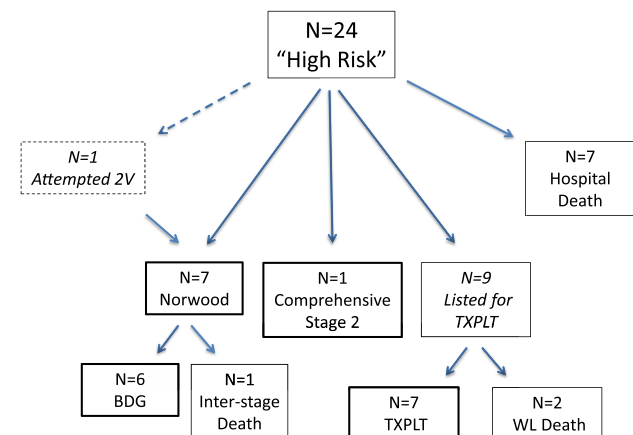 N=24
“High Risk”
N=1
Attempted 2V
N=7
Hospital
Death
N=7
Norwood
N=1
Comprehensive
Stage 2
N=9
Listed for
TXPLT
N=6
BDG
N=1
Inter-stage
Death
N=7
TXPLT
N=2
WL Death